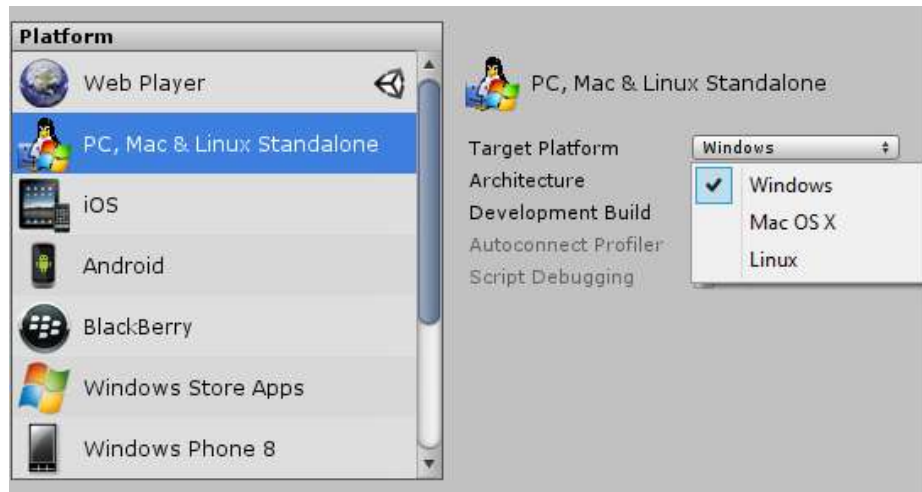 Platform
Web Player
PC, Mac & Linux Standalone
iOS
Android
BlackBerry
Windows Store Apps
Windows Phone 8
PC, Mac & Linux Standalone
Target Platform Windows
Architecture
Development Build
Autoconnect Profiler
Script Debugging
Windows
Mac OS X
Linux